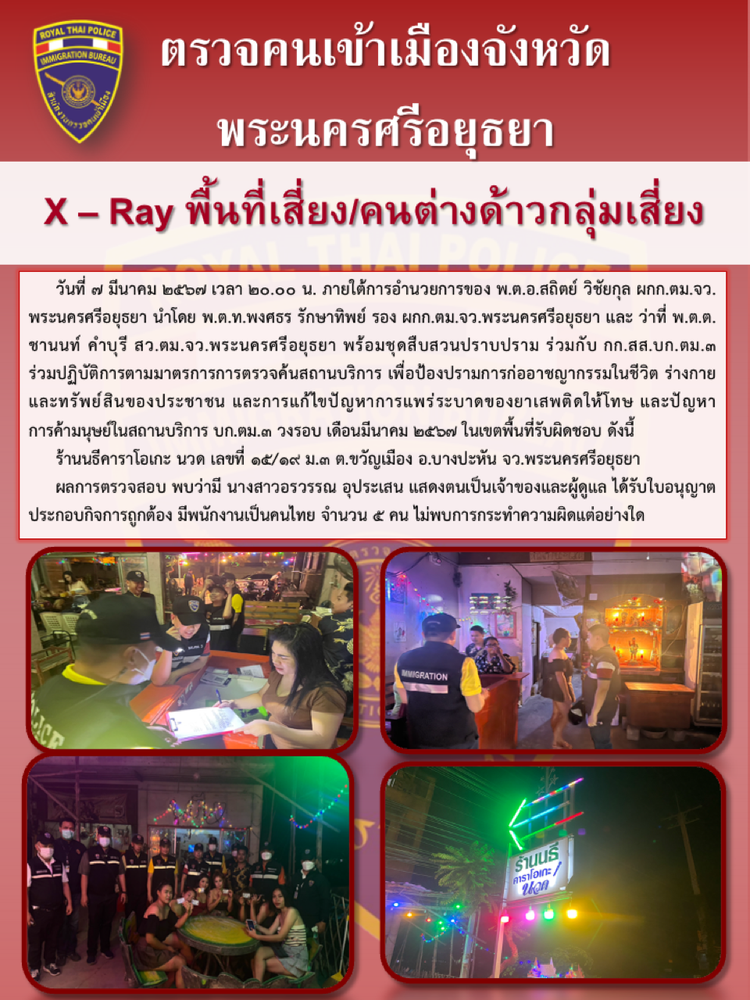 ROYAL THAI POLICE
IMMIGRATION BUREAU
สำนักงานตรวจคนเข้าเมือง
ตรวจคนเข้าเมืองจังหวัด
พระนครศรีอยุธยา
X – Ray พื้นที่เสี่ยง/คนต่างด้าวกลุ่มเสี่ยง
วันที่ ๗ มีนาคม ๒๕๖๗ เวลา ๒๐.๐๐ น. ภายใต้การอำนวยการของ พ.ต.อ.สถิตย์ วิชัยกุล ผกก.ตม.จว.
พระนครศรีอยุธยา นำโดย พ.ต.ท.พงศธร รักษาทิพย์ รอง ผกก.ตม.จว.พระนครศรีอยุธยา และ ว่าที่ พ.ต.ต.
ชานนท์ คำบุรี สว.ตม.จว.พระนครศรีอยุธยา พร้อมชุดสืบสวนปราบปราม ร่วมกับ กก.สส.บก.ตม.๓
ร่วมปฏิบัติการตามมาตรการการตรวจค้นสถานบริการ เพื่อป้องปรามการก่ออาชญากรรมในชีวิต ร่างกาย
และทรัพย์สินของประชาชน และการแก้ไขปัญหาการแพร่ระบาดของยาเสพติดให้โทษ และปัญหา
การค้ามนุษย์ในสถานบริการ บก.ตม.๓ วงรอบ เดือนมีนาคม ๒๕๖๗ ในเขตพื้นที่รับผิดชอบ ดังนี้
ร้านนธีคาราโอเกะ นวด เลขที่ ๑๕/๑๙ ม.๓ ต.ขวัญเมือง อ.บางปะหัน จว.พระนครศรีอยุธยา
ผลการตรวจสอบ พบว่ามี นางสาวอรวรรณ อุประเสน แสดงตนเป็นเจ้าของและผู้ดูแล ได้รับใบอนุญาต
ประกอบกิจการถูกต้อง มีพนักงานเป็นคนไทย จำนวน ๕ คน ไม่พบการกระทำความผิดแต่อย่างใด
POLICE
IMMIGRATION
ร้านนธี
คาราโอเกะ/
นวด